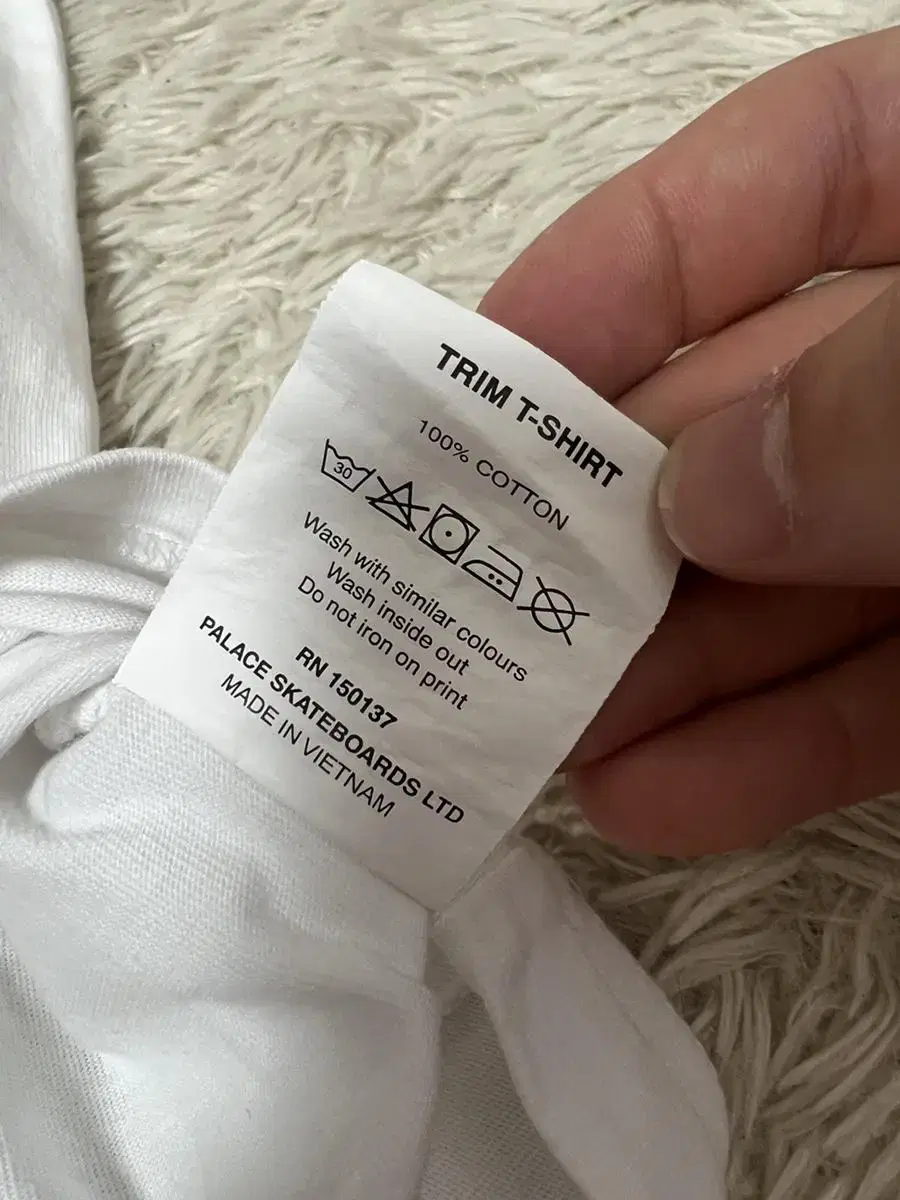 TRIM T-SHIRT
100% COTTON
30
Wash with similar colours
Wash inside out
Do not iron on print
RN 150137
PALACE SKATEBOARDS LTD
MADE IN VIETNAM